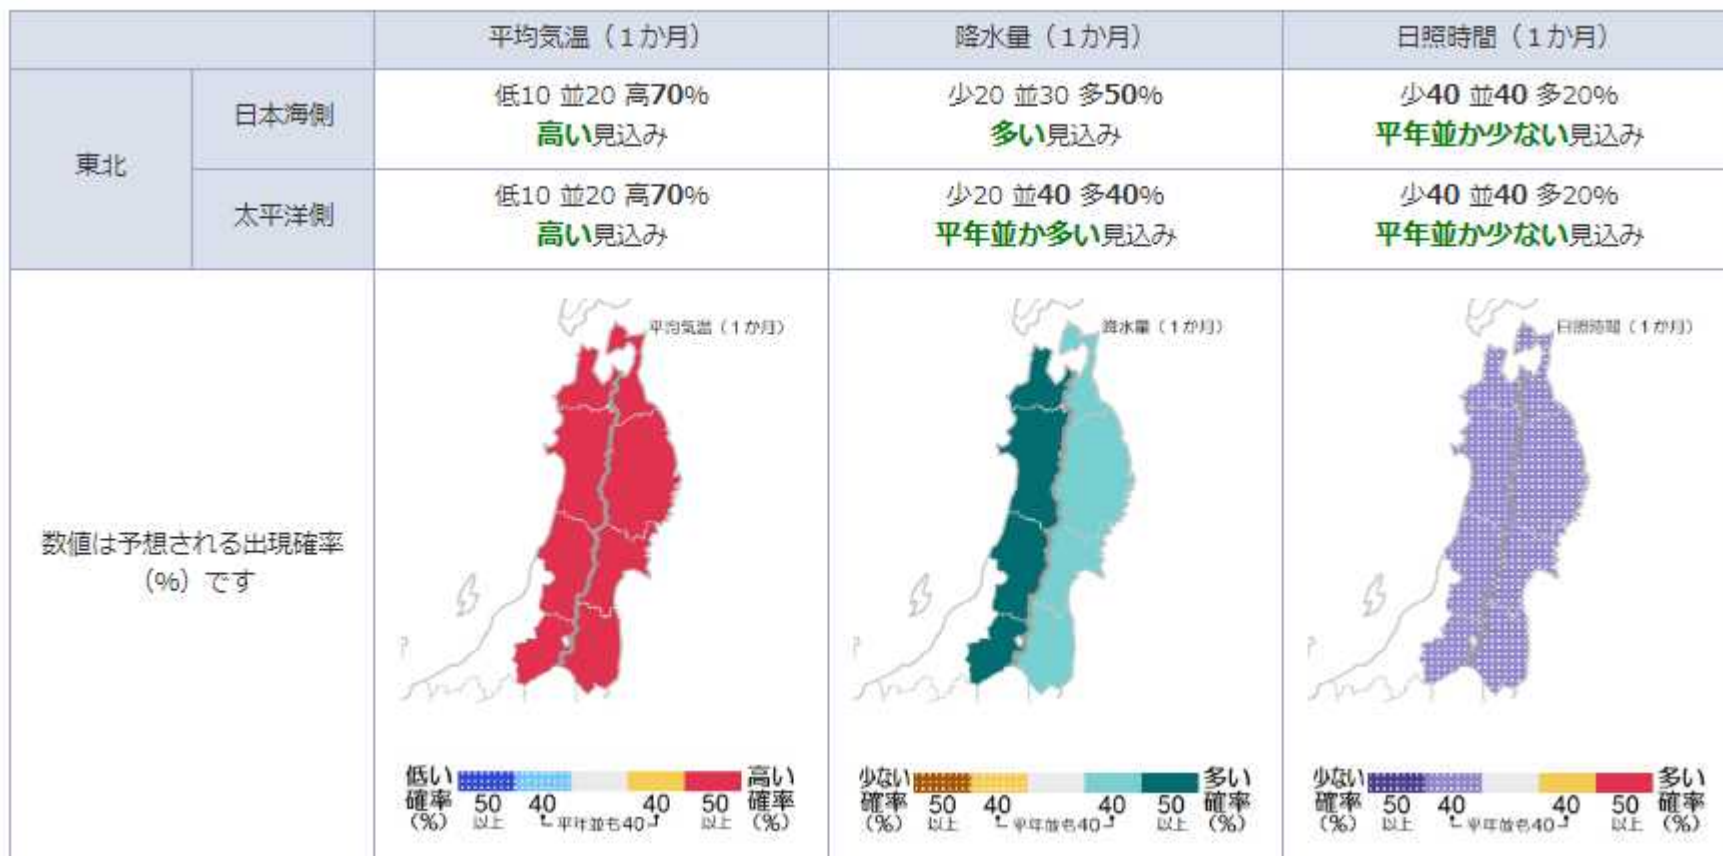 平均気温（１か月）
降水量（１か月）
日照時間（１か月）
東北
日本海側
低10 並20 高70%
高い見込み
少20 並30 多50%
多い見込み
少40 並40 多20%
平年並か少ない見込み
太平洋側
低10 並20 高70%
高い見込み
少20 並40 多40%
平年並か多い見込み
少40 並40 多20%
平年並か少ない見込み
数値は予想される出現確率
（%）です
平均気温（１か月）
低い
確率
(%)
50
以上
40
平年並も40
40
50
以上
高い
確率
(%)
降水量（１か月）
少ない
確率
(%)
50
以上
40
平年並も40
40
50
以上
多い
確率
(%)
日照時間（１か月）
少ない
確率
(%)
50
以上
40
平年並も40
40
50
以上
多い
確率
(%)